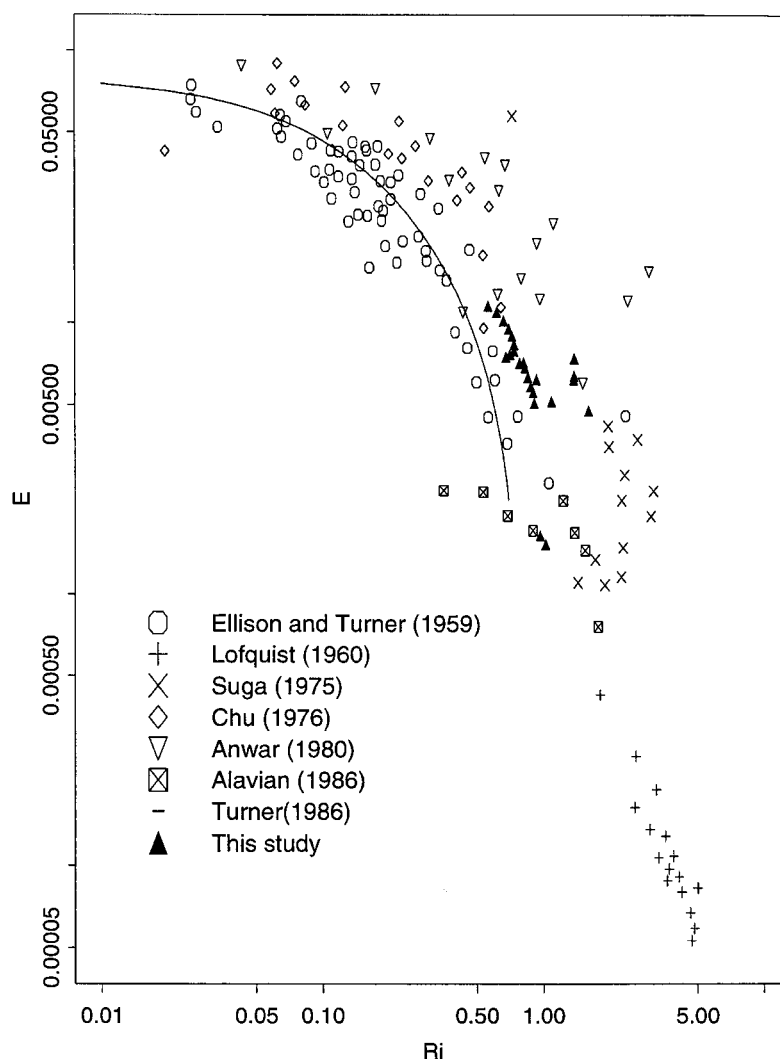 0.05000
0.00500
E
0.00050
0.00005
Ellison and Turner (1959)
Lofquist (1960)
Suga (1975)
Chu (1976)
Anwar (1980)
Alavian (1986)
Turner(1986)
This study
0.01 0.05 0.10 0.50 1.00 5.00
Ri